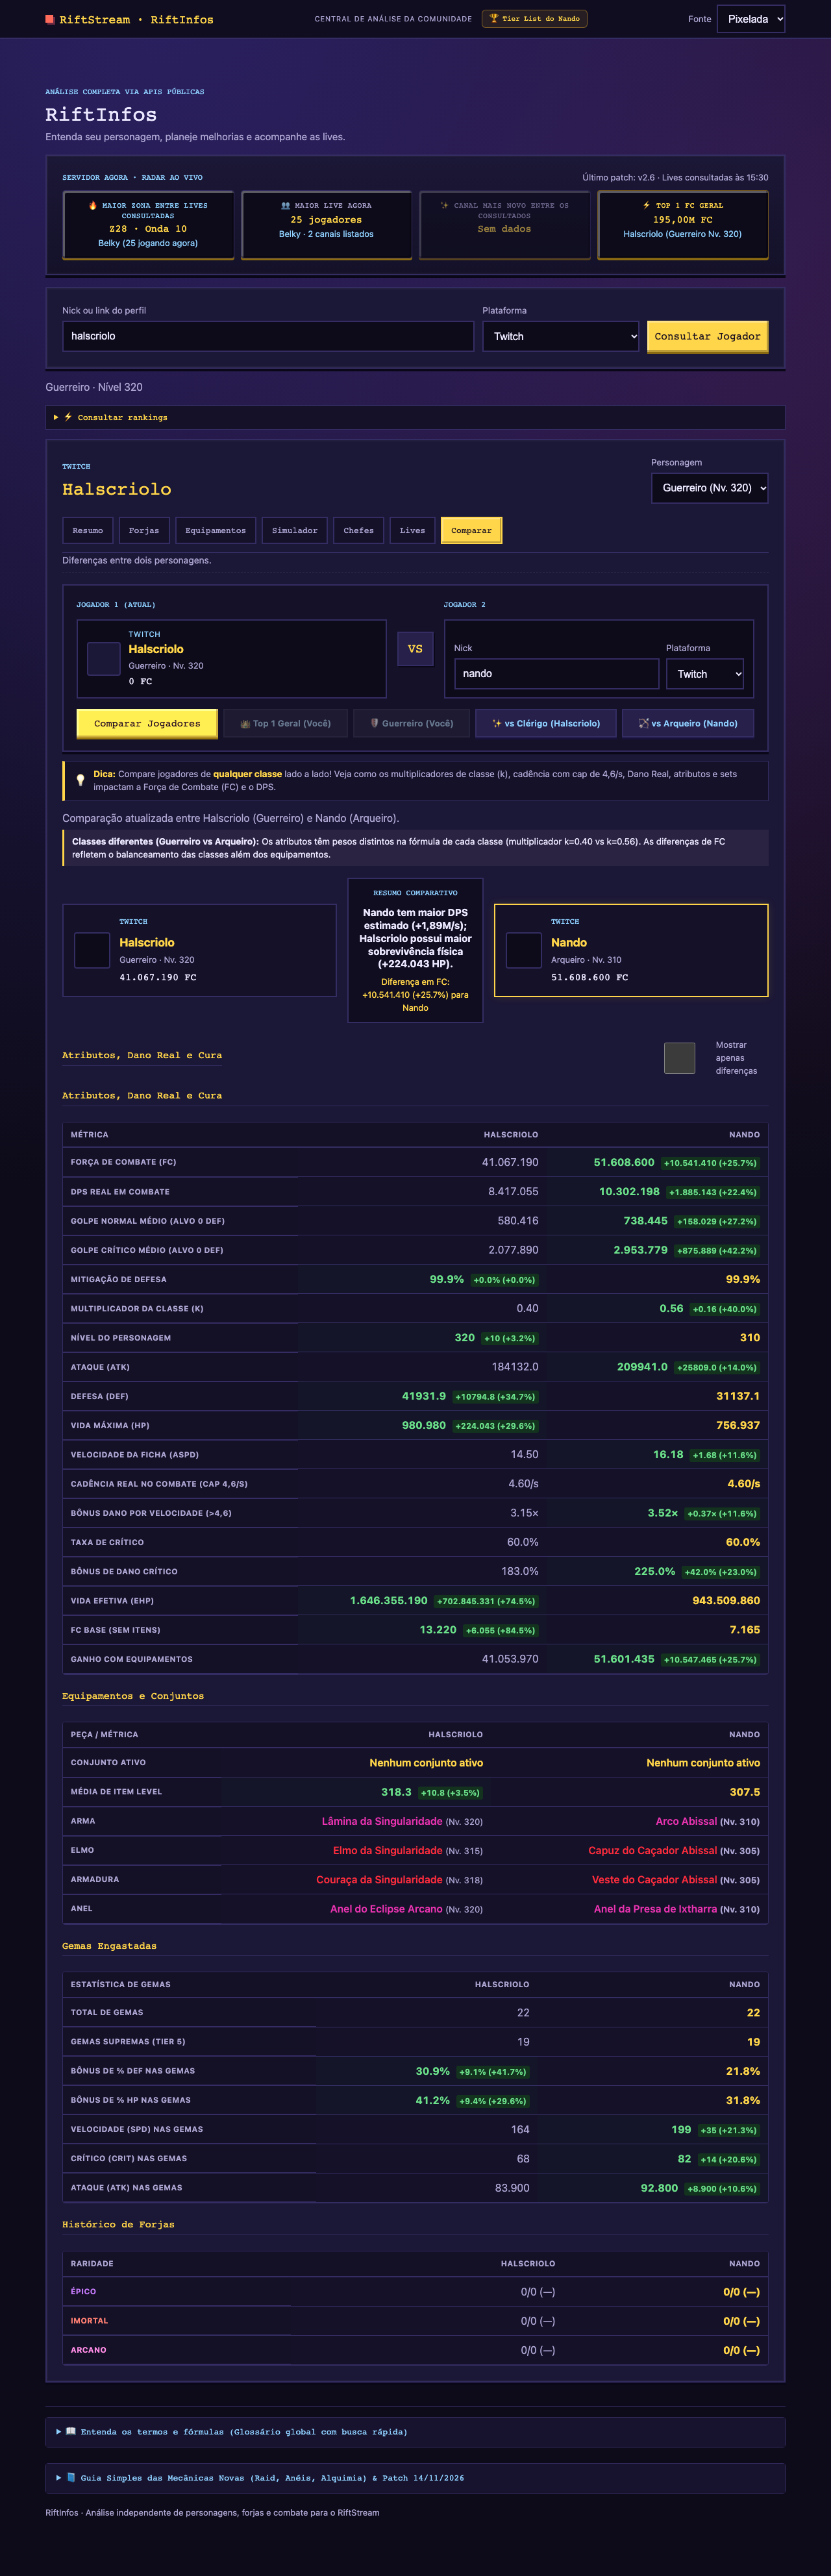 RiftStream · RiftInfos
CENTRAL DE ANÁLISE DA COMUNIDADE
🏆 Tier List do Nando
Fonte
Pixelada
ANÁLISE COMPLETA VIA APIS PÚBLICAS
RiftInfos
Entenda seu personagem, planeje melhorias e acompanhe as lives.
SERVIDOR AGORA · RADAR AO VIVO
Último patch: v2.6 · Lives consultadas às 15:30
🔥 MAIOR ZONA ENTRE LIVES
CONSULTADAS
Z28 · Onda 10
Belky (25 jogando agora)
👥 MAIOR LIVE AGORA
25 jogadores
Belky · 2 canais listados
✨ CANAL MAIS NOVO ENTRE OS
CONSULTADOS
Sem dados
⚡ TOP 1 FC GERAL
195,00M FC
Halscriolo (Guerreiro Nv. 320)
Nick ou link do perfil
halscriolo
Plataforma
Twitch
Consultar Jogador
Guerreiro · Nível 320
▸ ⚡ Consultar rankings
TWITCH
Halscriolo
Personagem
Guerreiro (Nv. 320)
Resumo
Forjas
Equipamentos
Simulador
Chefes
Lives
Comparar
Diferenças entre dois personagens.
JOGADOR 1 (ATUAL)
TWITCH
Halscriolo
Guerreiro · Nv. 320
0 FC
VS
JOGADOR 2
Nick
nando
Plataforma
Twitch
Comparar Jogadores
Top 1 Geral (Você)
Guerreiro (Você)
✨ vs Clérigo (Halscriolo)
🏹 vs Arqueiro (Nando)
💡 Dica: Compare jogadores de qualquer classe lado a lado! Veja como os multiplicadores de classe (k), cadência com cap de 4,6/s, Dano Real, atributos e sets
impactam a Força de Combate (FC) e o DPS.
Comparação atualizada entre Halscriolo (Guerreiro) e Nando (Arqueiro).
Classes diferentes (Guerreiro vs Arqueiro): Os atributos têm pesos distintos na fórmula de cada classe (multiplicador k=0.40 vs k=0.56). As diferenças de FC
refletem o balanceamento das classes além dos equipamentos.
TWITCH
Halscriolo
Guerreiro · Nv. 320
41.067.190 FC
RESUMO COMPARATIVO
Nando tem maior DPS
estimado (+1,89M/s);
Halscriolo possui maior
sobrevivência física
(+224.043 HP).
Diferença em FC:
+10.541.410 (+25.7%) para
Nando
TWITCH
Nando
Arqueiro · Nv. 310
51.608.600 FC
Atributos, Dano Real e Cura
Mostrar
apenas
diferenças
Atributos, Dano Real e Cura
MÉTRICA HALSCRIOLO NANDO
FORÇA DE COMBATE (FC) 41.067.190 51.608.600 +10.541.410 (+25.7%)
DPS REAL EM COMBATE 8.417.055 10.302.198 +1.885.143 (+22.4%)
GOLPE NORMAL MÉDIO (ALVO 0 DEF) 580.416 738.445 +158.029 (+27.2%)
GOLPE CRÍTICO MÉDIO (ALVO 0 DEF) 2.077.890 2.953.779 +875.889 (+42.2%)
MITIGAÇÃO DE DEFESA 99.9% +0.0% (+0.0%) 99.9%
MULTIPLICADOR DA CLASSE (K) 0.40 0.56 +0.16 (+40.0%)
NÍVEL DO PERSONAGEM 320 +10 (+3.2%) 310
ATAQUE (ATK) 184132.0 209941.0 +25809.0 (+14.0%)
DEFESA (DEF) 41931.9 +10794.8 (+34.7%) 31137.1
VIDA MÁXIMA (HP) 980.980 +224.043 (+29.6%) 756.937
VELOCIDADE DA FICHA (ASPD) 14.50 16.18 +1.68 (+11.6%)
CADÊNCIA REAL NO COMBATE (CAP 4,6/S) 4.60/s 4.60/s
BÔNUS DANO POR VELOCIDADE (>4,6) 3.15× 3.52× +0.37× (+11.6%)
TAXA DE CRÍTICO 60.0% 60.0%
BÔNUS DE DANO CRÍTICO 183.0% 225.0% +42.0% (+23.0%)
VIDA EFETIVA (EHP) 1.646.355.190 +702.845.331 (+74.5%) 943.509.860
FC BASE (SEM ITENS) 13.220 +6.055 (+84.5%) 7.165
GANHO COM EQUIPAMENTOS 41.053.970 51.601.435 +10.547.465 (+25.7%)
Equipamentos e Conjuntos
PEÇA / MÉTRICA HALSCRIOLO NANDO
CONJUNTO ATIVO Nenhum conjunto ativo Nenhum conjunto ativo
MÉDIA DE ITEM LEVEL 318.3 +10.8 (+3.5%) 307.5
ARMA Lâmina da Singularidade (Nv. 320) Arco Abissal (Nv. 310)
ELMO Elmo da Singularidade (Nv. 315) Capuz do Caçador Abissal (Nv. 305)
ARMADURA Couraça da Singularidade (Nv. 318) Veste do Caçador Abissal (Nv. 305)
ANEL Anel do Eclipse Arcano (Nv. 320) Anel da Presa de Ixtharra (Nv. 310)
Gemas Engastadas
ESTATÍSTICA DE GEMAS HALSCRIOLO NANDO
TOTAL DE GEMAS 22 22
GEMAS SUPREMAS (TIER 5) 19 19
BÔNUS DE % DEF NAS GEMAS 30.9% +9.1% (+41.7%) 21.8%
BÔNUS DE % HP NAS GEMAS 41.2% +9.4% (+29.6%) 31.8%
VELOCIDADE (SPD) NAS GEMAS 164 199 +35 (+21.3%)
CRÍTICO (CRIT) NAS GEMAS 68 82 +14 (+20.6%)
ATAQUE (ATK) NAS GEMAS 83.900 92.800 +8.900 (+10.6%)
Histórico de Forjas
RARIDADE HALSCRIOLO NANDO
ÉPICO 0/0 (—) 0/0 (—)
IMORTAL 0/0 (—) 0/0 (—)
ARCANO 0/0 (—) 0/0 (—)
▸ 📖 Entenda os termos e fórmulas (Glossário global com busca rápida)
▸ 📘 Guia Simples das Mecânicas Novas (Raid, Anéis, Alquimia) & Patch 14/11/2026
RiftInfos · Análise independente de personagens, forjas e combate para o RiftStream